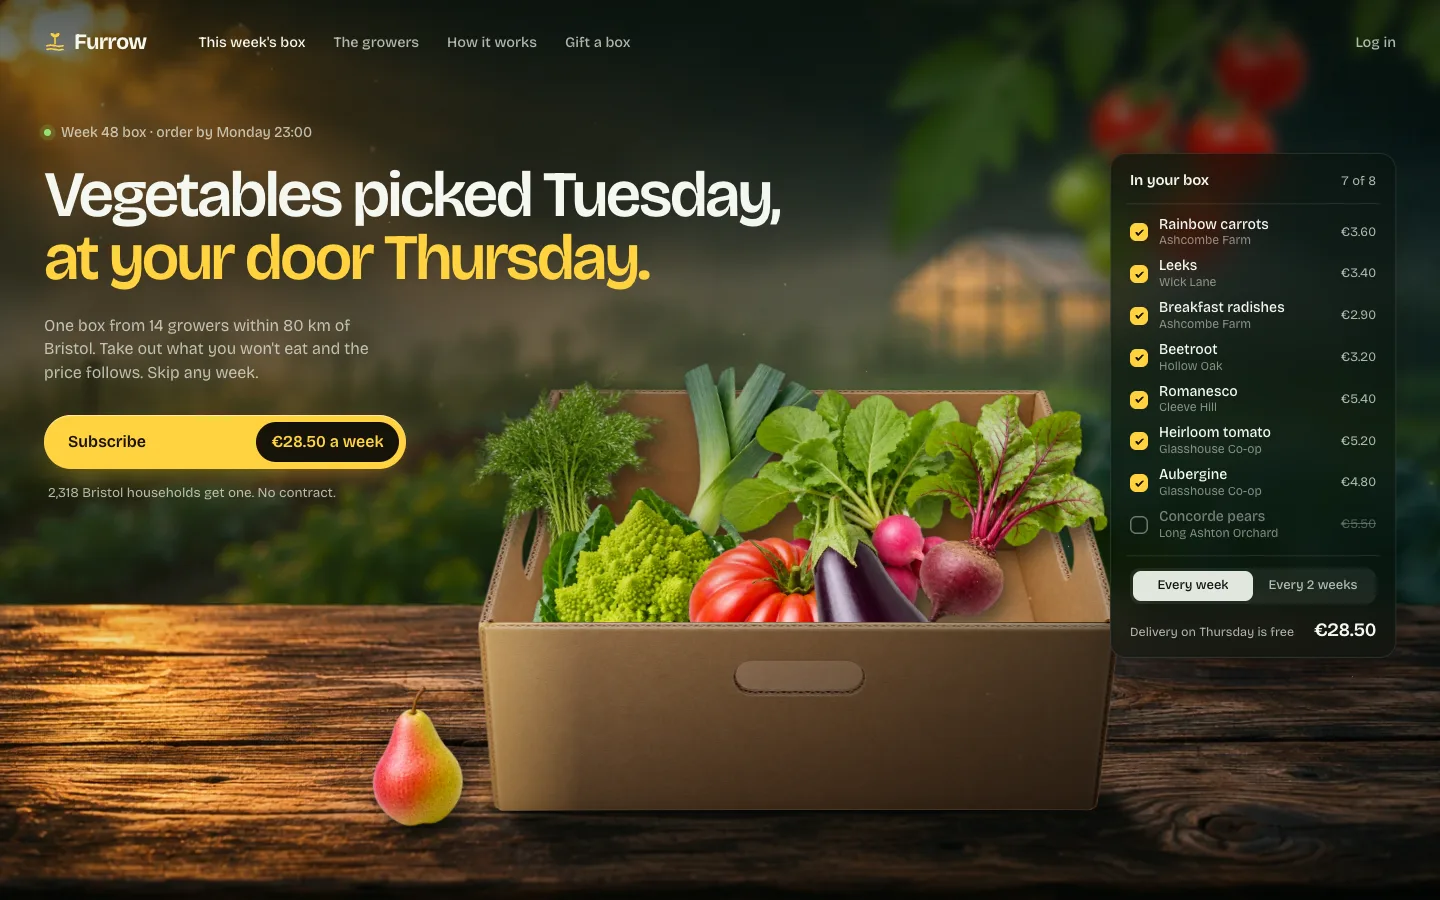 Furrow
This week's box
The growers
How it works
Gift a box
Log in
Week 48 box · order by Monday 23:00
Vegetables picked Tuesday,
at your door Thursday.
One box from 14 growers within 80 km of
Bristol. Take out what you won't eat and the
price follows. Skip any week.
Subscribe
€28.50 a week
2,318 Bristol households get one. No contract.
In your box
7 of 8
Rainbow carrots
Ashcombe Farm
€3.60
Leeks
Wick Lane
€3.40
Breakfast radishes
Ashcombe Farm
€2.90
Beetroot
Hollow Oak
€3.20
Romanesco
Cleeve Hill
€5.40
Heirloom tomato
Glasshouse Co-op
€5.20
Aubergine
Glasshouse Co-op
€4.80
Concorde pears
Long Ashton Orchard
€5.50
Every week
Every 2 weeks
Delivery on Thursday is free
€28.50